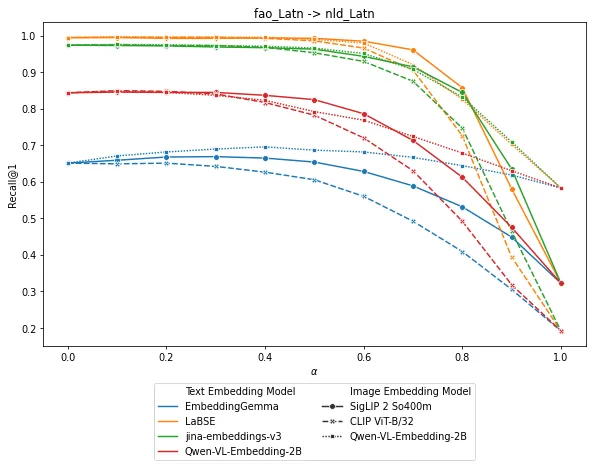 fao_Latn -> nld_Latn
Recall@1
1.0
0.9
0.8
0.7
0.6
0.5
0.4
0.3
0.2
0.0
0.2
0.4
0.6
0.8
1.0
α
Text Embedding Model
EmbeddingGemma
LaBSE
jina-embeddings-v3
Qwen-VL-Embedding-2B
Image Embedding Model
SigLIP 2 So400m
CLIP ViT-B/32
Qwen-VL-Embedding-2B